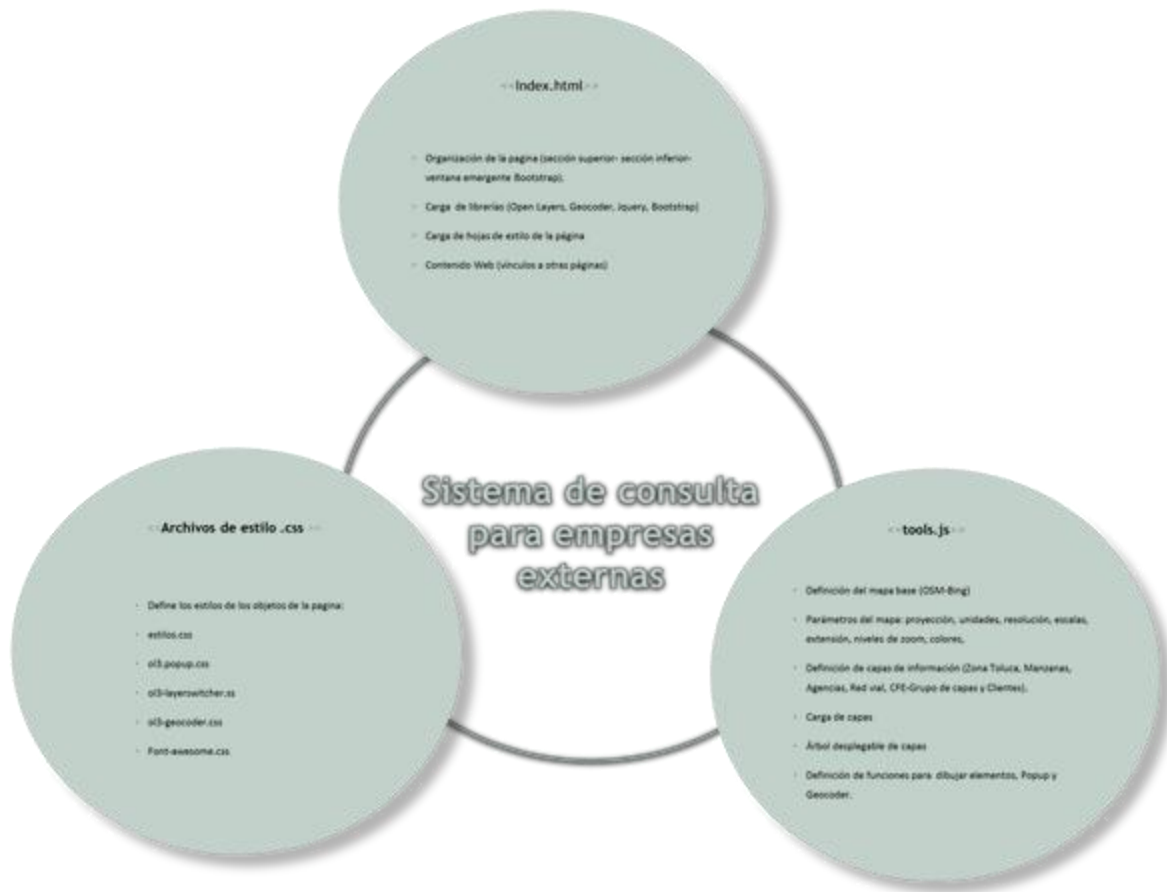 <<Index.html>>
Organización de la pagina (sección superior- sección inferior-
ventana emergente Bootstrap).
Carga de librerías (Open Layers, Geocoder, Jquery, Bootstrap)
Carga de hojas de estilo de la página
Contenido Web (vínculos a otras páginas)
Sistema de consulta
para empresas
externas
<<Archivos de estilo .css >>
Define los estilos de los objetos de la pagina:
estilos.css
ol3.popup.css
ol3-layerswitcher.ss
ol3-geocoder.css
Font-awesome.css
<<tools.js>>
Definición del mapa base (OSM-Bing)
Parámetros del mapa: proyección, unidades, resolución, escalas,
extensión, niveles de zoom, colores,
Definición de capas de información (Zona Toluca, Manzanas,
Agencias, Red vial, CFE-Grupo de capas y Clientes).
Carga de capas
Árbol desplegable de capas
Definición de funciones para dibujar elementos, Popup y
Geocoder.